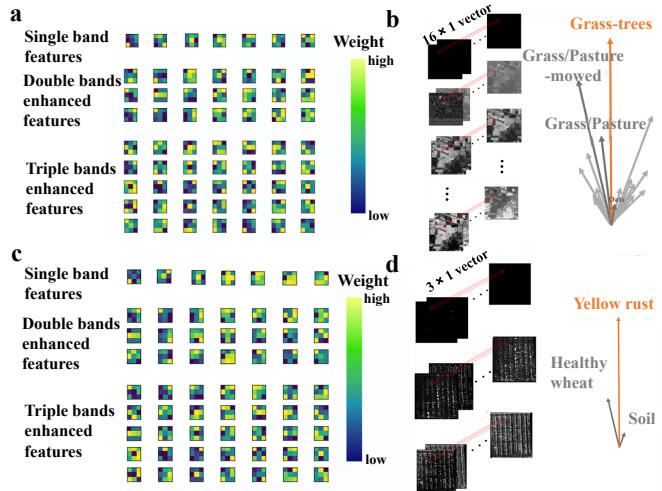 a
Single band
features
Double bands
enhanced features
Triple bands
enhanced
features
Weight
high
low
b
16 × 1 vector
Grass-trees
Grass/Pasture
-mowed
Grass/Pasture
Oats
c
Single band
features
Double bands
enhanced
features
Triple bands
enhanced
features
Weight
high
low
d
3 × 1 vector
Yellow rust
Healthy
wheat
Soil